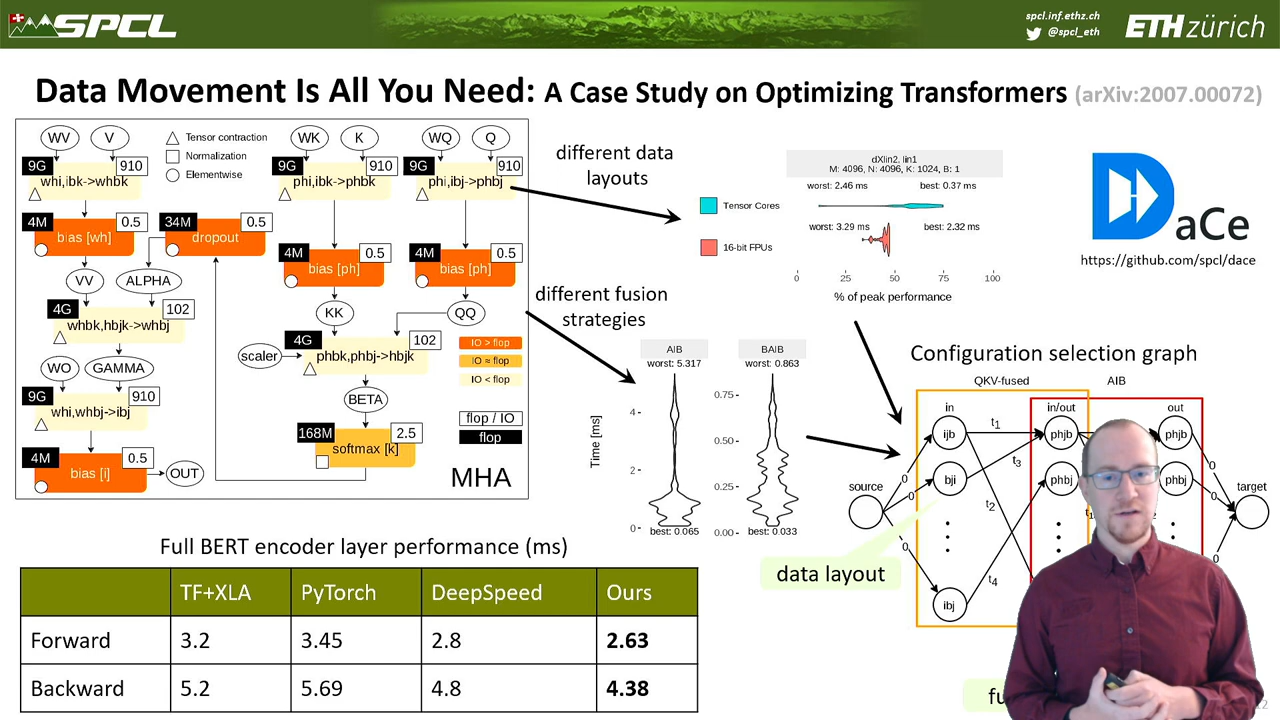 SPCL
spcl.inf.ethz.ch
@spcl_eth
ETH zürich
Data Movement Is All You Need: A Case Study on Optimizing Transformers (arXiv:2007.00072)
WV
V
Tensor contraction
Normalization
Elementwise
WK
K
WQ
Q
9G
910
whi,ibk->whbk
9G
910
phi,ibk->phbk
9G
910
phi,ibj->phbj
4M
0.5
bias [wh]
34M
0.5
dropout
4M
0.5
bias [ph]
4M
0.5
bias [ph]
VV
ALPHA
KK
QQ
4G
102
whbk,hbjk->whbj
4G
102
scaler
phbk,phbj->hbjk
IO > flop
IO ≈ flop
IO < flop
WO
GAMMA
BETA
9G
910
whi,whbj->ibj
flop / IO
flop
168M
2.5
softmax [k]
4M
0.5
bias [i]
OUT
MHA
different data
layouts
different fusion
strategies
dXlin2, lin1
M: 4096, N: 4096, K: 1024, B: 1
worst: 2.46 ms
best: 0.37 ms
Tensor Cores
worst: 3.29 ms
best: 2.32 ms
16-bit FPUs
0
25
50
75
100
% of peak performance
DaCe
https://github.com/spcl/dace
AIB
worst: 5.317
BAIB
worst: 0.863
Time [ms]
4
2
0
0.75
0.50
0.25
0.00
best: 0.065
best: 0.033
Configuration selection graph
QKV-fused
AIB
in
in/out
out
ijb
t1
phjb
phjb
t3
bji
phbj
phbj
source
target
0
0
0
0
0
0
t2
t4
ibj
data layout
fu
Full BERT encoder layer performance (ms)
TF+XLA
PyTorch
DeepSpeed
Ours
Forward
3.2
3.45
2.8
2.63
Backward
5.2
5.69
4.8
4.38